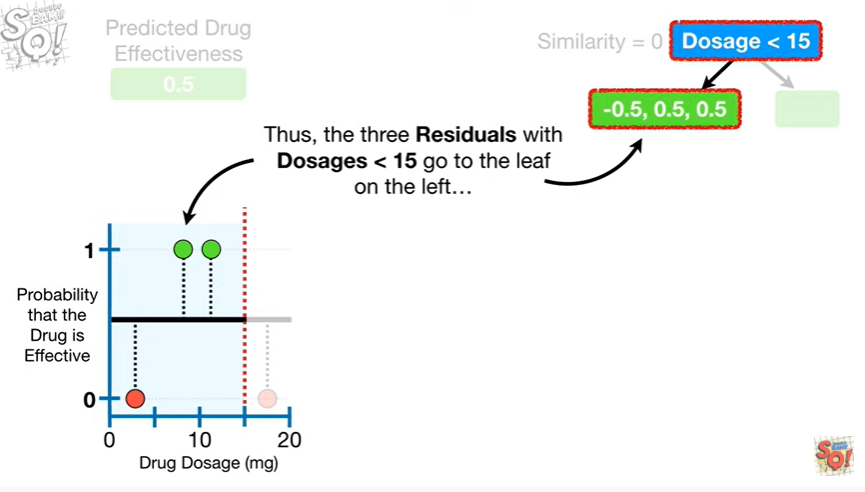 Predicted Drug
Effectiveness
0.5
Similarity = 0
Dosage < 15
-0.5, 0.5, 0.5
Thus, the three Residuals with
Dosages < 15 go to the leaf
on the left…
1
Probability
that the
Drug is
Effective
0
0
10
20
Drug Dosage (mg)
SQ!